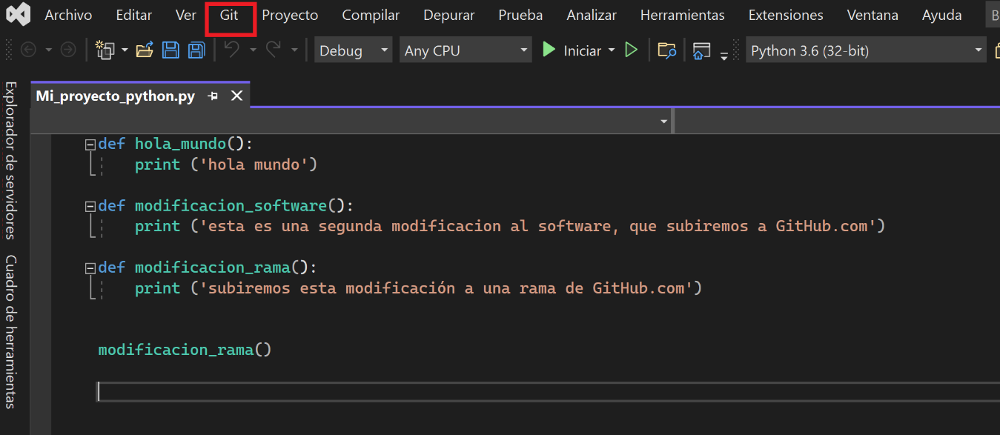 Archivo Editar Ver Git Proyecto Compilar Depurar Prueba Analizar Herramientas Extensiones Ventana Ayuda B
Debug Any CPU Iniciar Python 3.6 (32-bit)
Explorador de servidores
Cuadro de herramientas
Mi_proyecto_python.py
def hola_mundo():
print ('hola mundo')
def modificacion_software():
print ('esta es una segunda modificacion al software, que subiremos a GitHub.com')
def modificacion_rama():
print ('subiremos esta modificación a una rama de GitHub.com')
modificacion_rama()